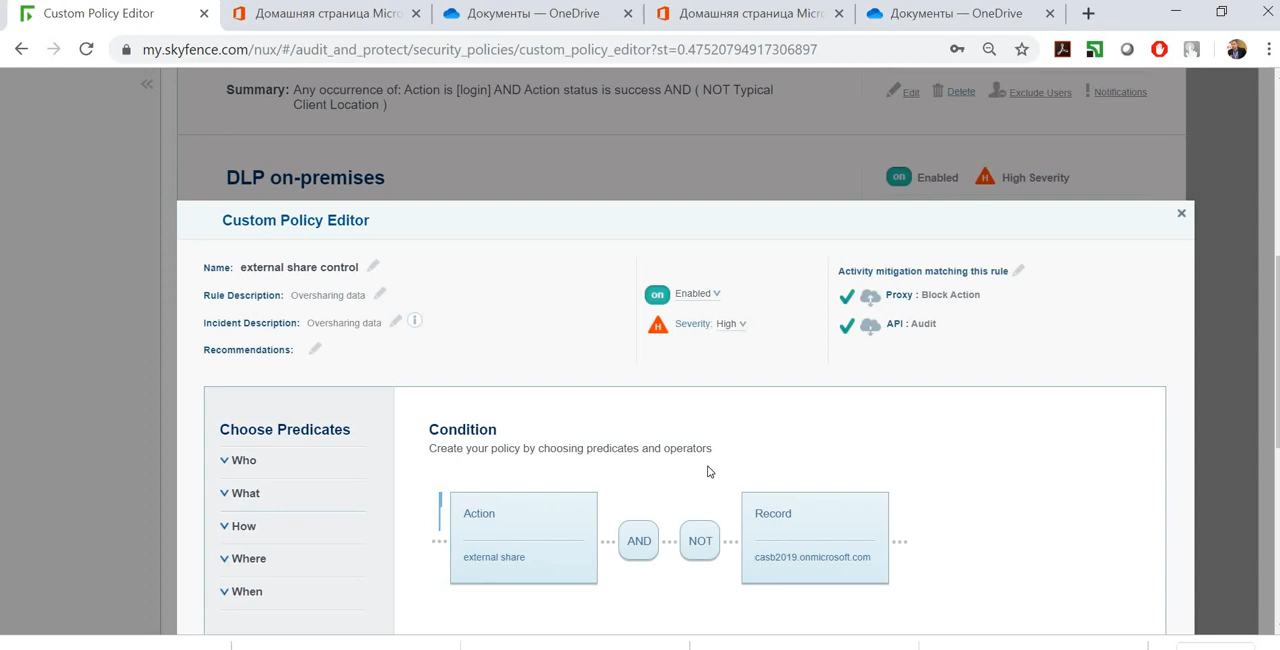 Custom Policy Editor
Домашняя страница Micro
Документы — OneDrive
Домашняя страница Micro
Документы — OneDrive
my.skyfence.com/nux/#/audit_and_protect/security_policies/custom_policy_editor?st=0.47520794917306897
Summary: Any occurrence of: Action is [login] AND Action status is success AND ( NOT Typical
Client Location )
Edit Delete Exclude Users Notifications
DLP on-premises
on Enabled H High Severity
Custom Policy Editor
Name: external share control
Rule Description: Oversharing data
Incident Description: Oversharing data
Recommendations:
on Enabled
H Severity: High
Activity mitigation matching this rule
Proxy : Block Action
API : Audit
Choose Predicates
Who
What
How
Where
When
Condition
Create your policy by choosing predicates and operators
Action
external share
AND
NOT
Record
casb2019.onmicrosoft.com